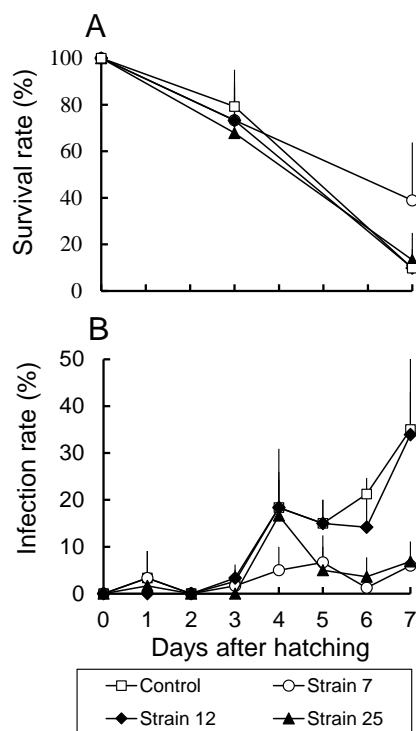 A
100
80
60
40
20
0
Survival rate (%)
B
50
40
30
20
10
0
Infection rate (%)
0 1 2 3 4 5 6 7
Days after hatching
Control Strain 7
Strain 12 Strain 25